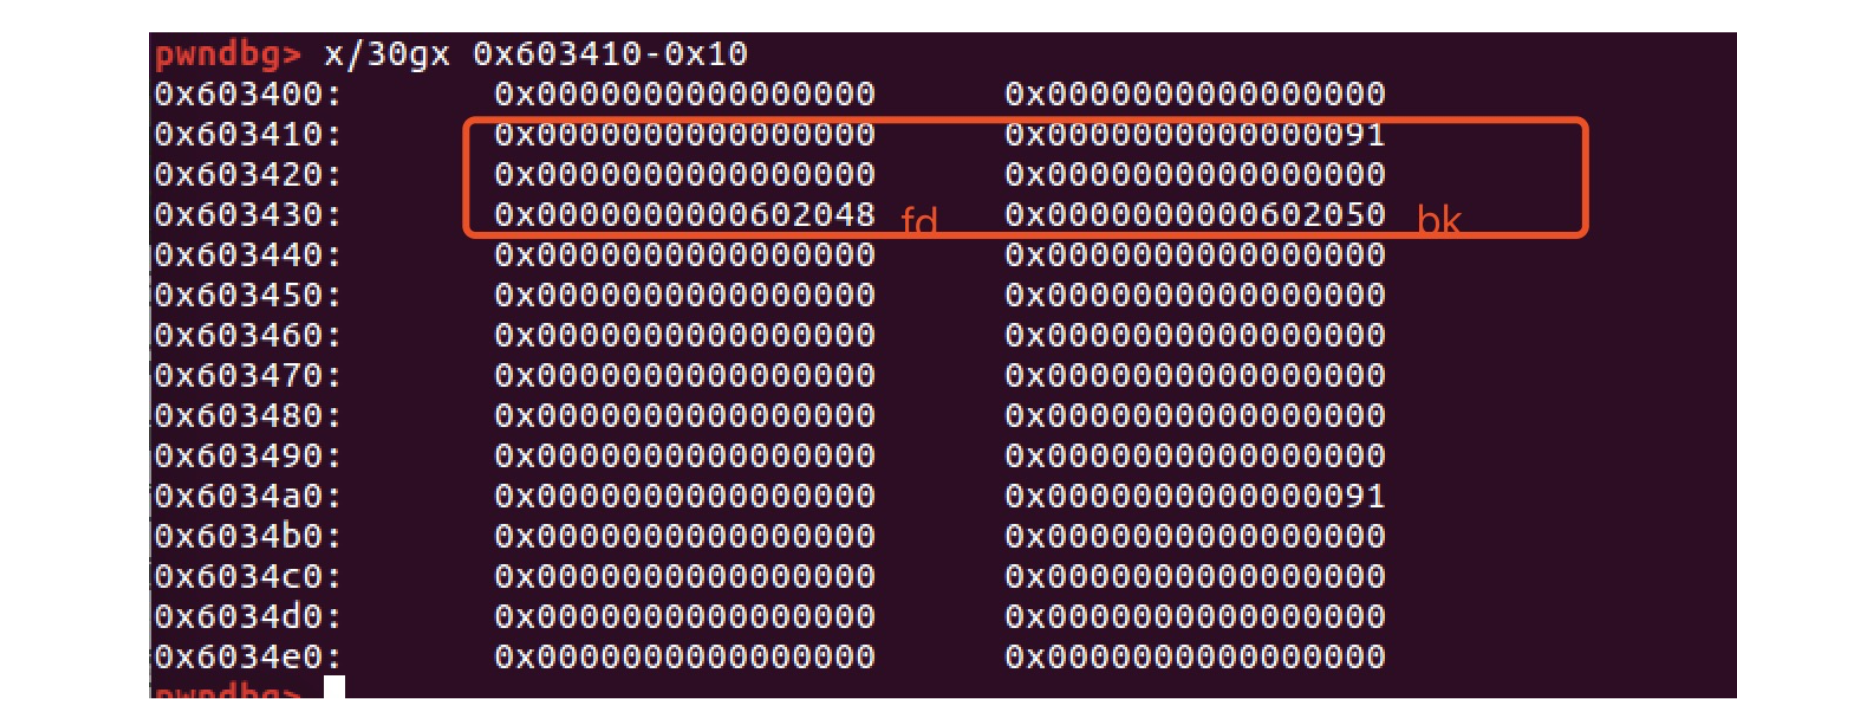 pwndbg> x/30gx 0x603410-0x10
0x603400: 0x0000000000000000 0x0000000000000000
0x603410: 0x0000000000000000 0x0000000000000091
0x603420: 0x0000000000000000 0x0000000000000000
0x603430: 0x0000000000602048 fd 0x0000000000602050 bk
0x603440: 0x0000000000000000 0x0000000000000000
0x603450: 0x0000000000000000 0x0000000000000000
0x603460: 0x0000000000000000 0x0000000000000000
0x603470: 0x0000000000000000 0x0000000000000000
0x603480: 0x0000000000000000 0x0000000000000000
0x603490: 0x0000000000000000 0x0000000000000000
0x6034a0: 0x0000000000000000 0x0000000000000091
0x6034b0: 0x0000000000000000 0x0000000000000000
0x6034c0: 0x0000000000000000 0x0000000000000000
0x6034d0: 0x0000000000000000 0x0000000000000000
0x6034e0: 0x0000000000000000 0x0000000000000000
pwndbg>